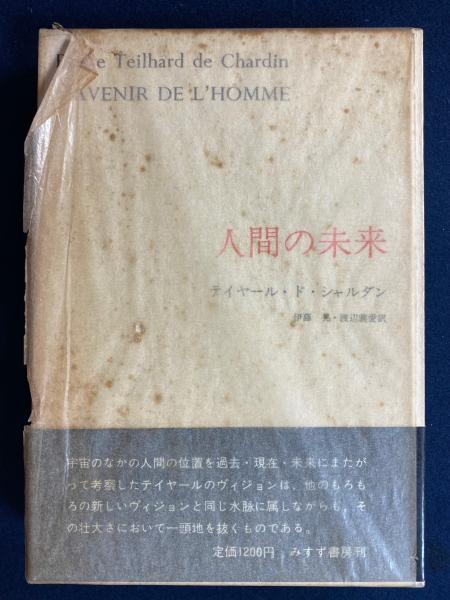 Teilhard de Chardin
AVENIR DE L'HOMME
人間の未来
テイヤール・ド・シャルダン
伊藤 晃・渡辺義愛訳
宇宙のなかの人間の位置を過去・現在・未来にまたが
って考察したテイヤールのヴィジョンは、他のもろも
ろの新しいヴィジョンと同じ水脈に属しながらも、そ
の壮大さにおいて一頭地を抜くものである。
定価1200円 みすず書房刊